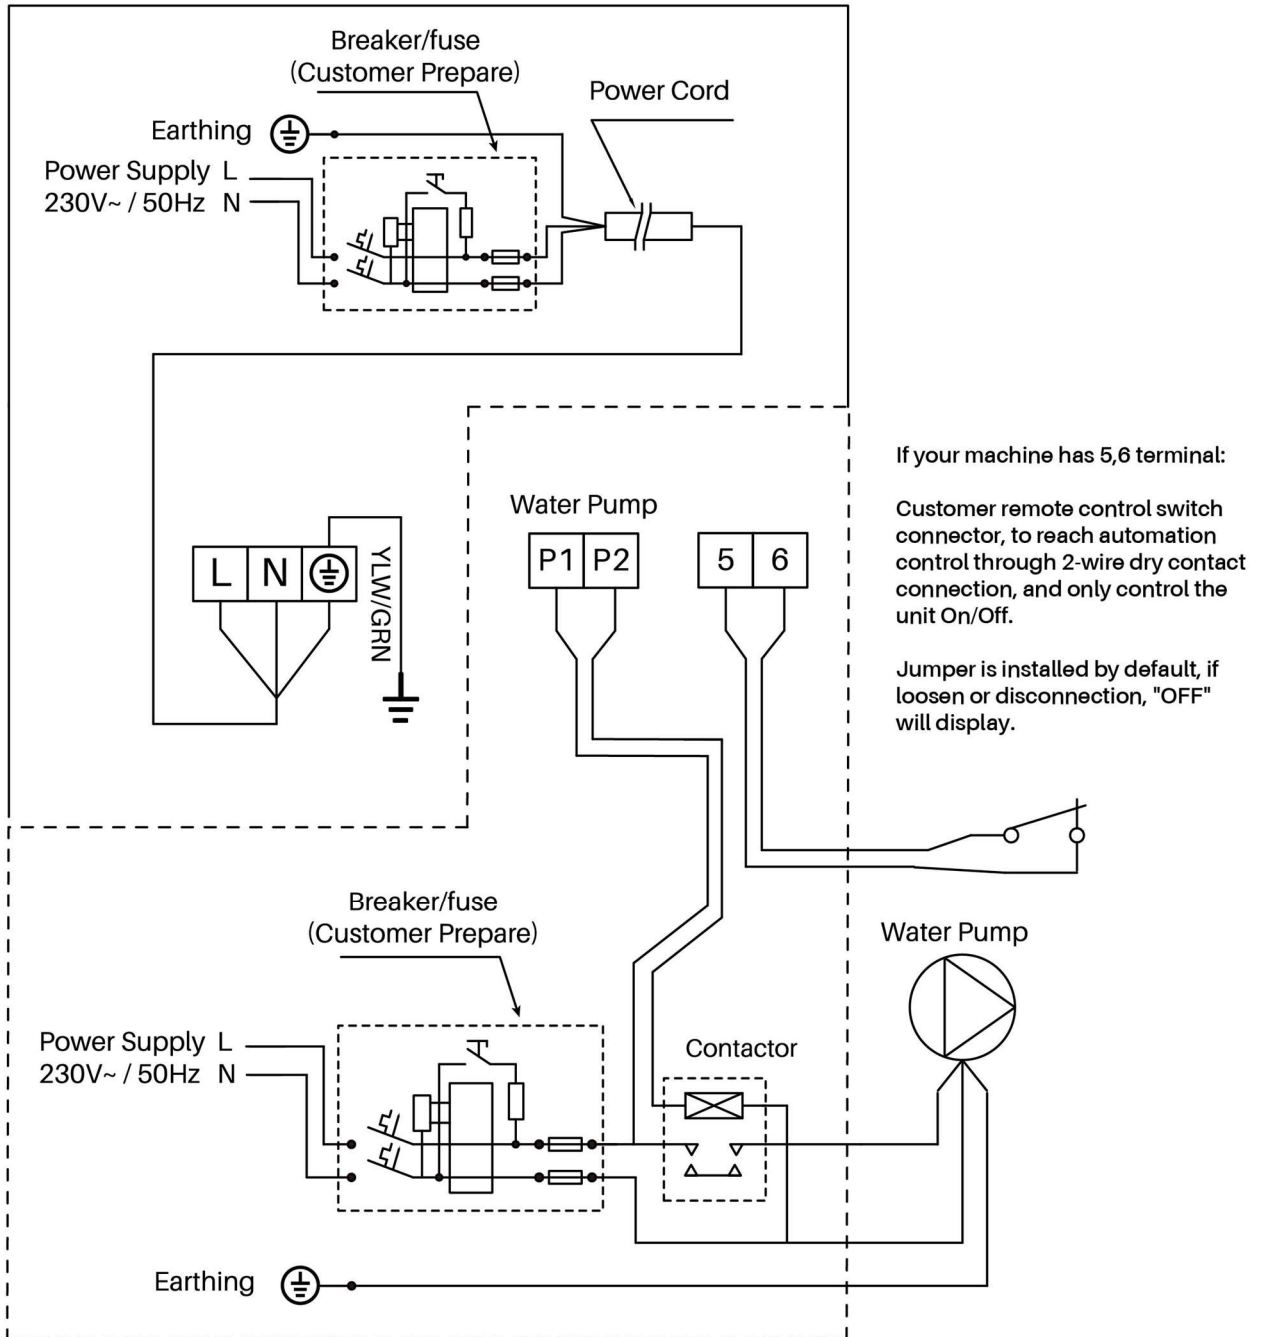 Breaker/fuse
(Customer Prepare)
Power Cord
Earthing
Power Supply L
230V~ / 50Hz N
If your machine has 5,6 terminal:
Customer remote control switch
connector, to reach automation
control through 2-wire dry contact
connection, and only control the
unit On/Off.
Jumper is installed by default, if
loosen or disconnection, "OFF"
will display.
Water Pump
P1 P2
5 6
L N
YLW/GRN
Breaker/fuse
(Customer Prepare)
Water Pump
Power Supply L
230V~ / 50Hz N
Contactor
Earthing